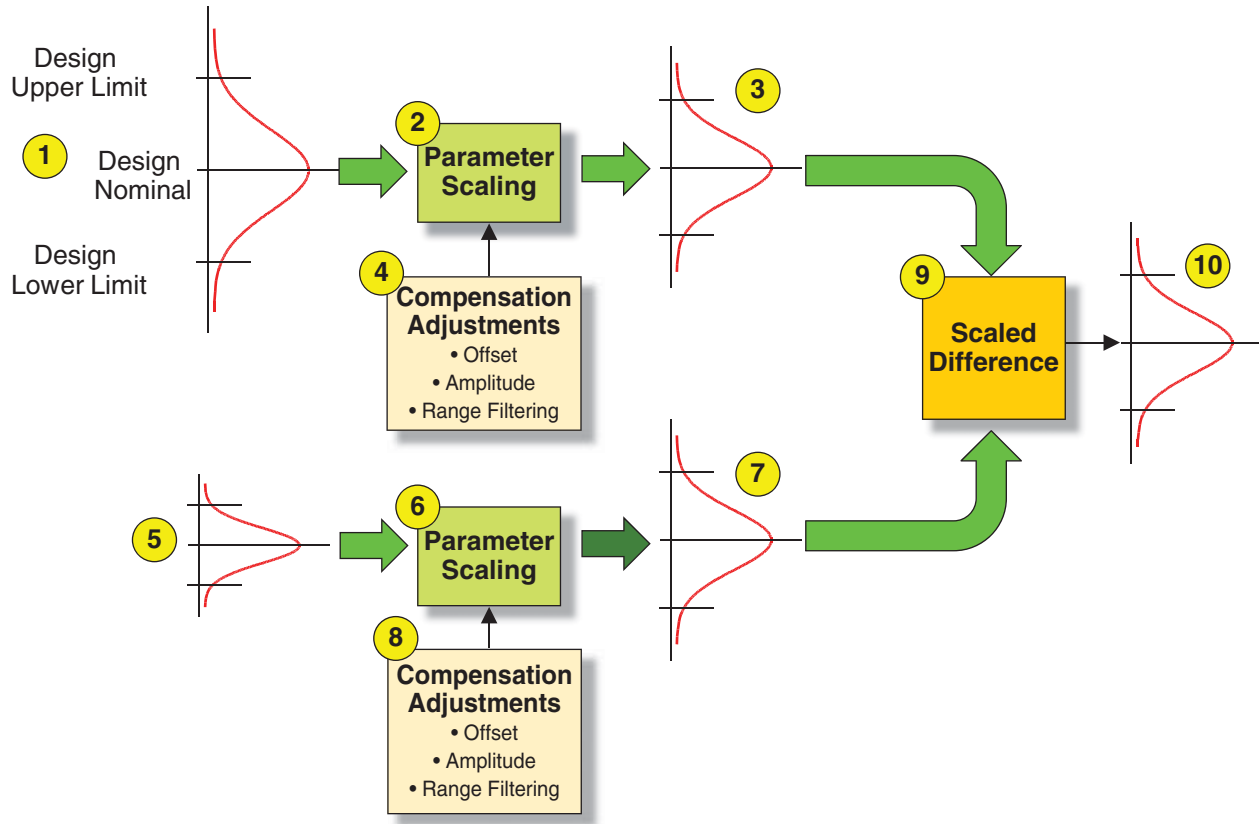 Design
Upper Limit
1
Design
Nominal
Design
Lower Limit
2
Parameter
Scaling
3
4
Compensation
Adjustments
• Offset
• Amplitude
• Range Filtering
5
6
Parameter
Scaling
7
8
Compensation
Adjustments
• Offset
• Amplitude
• Range Filtering
9
Scaled
Difference
10